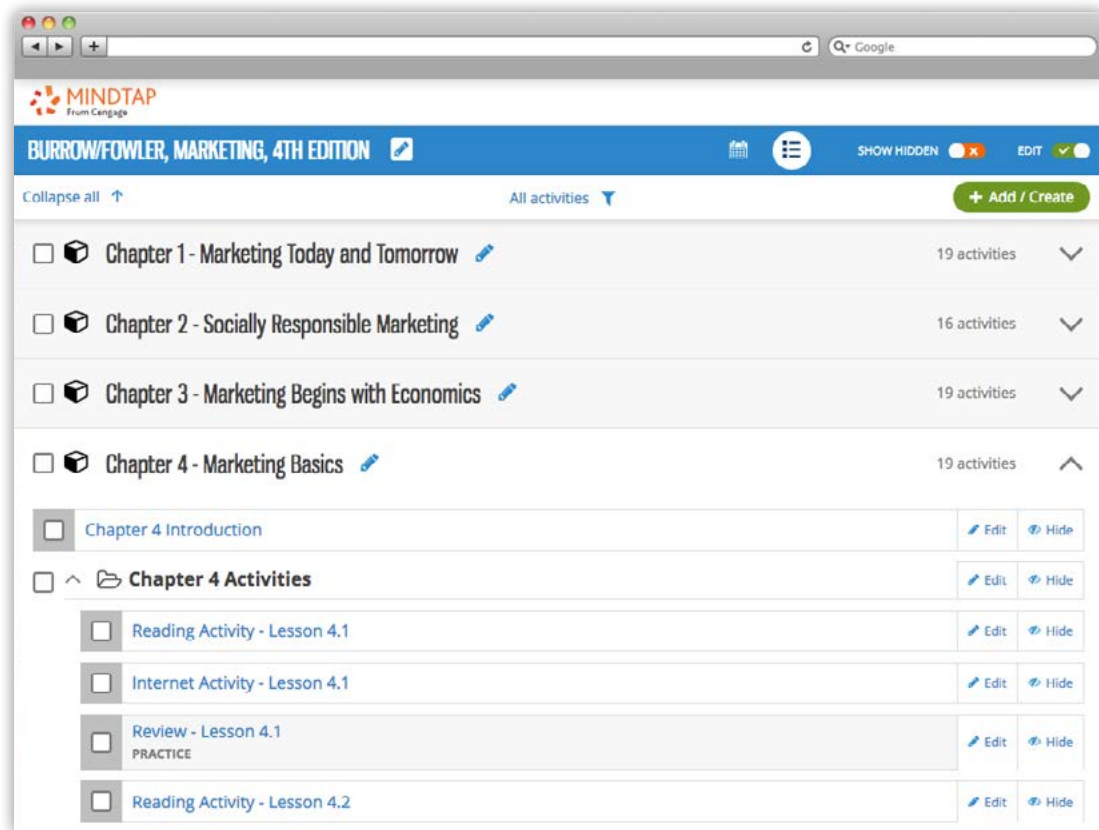 Google
MINDTAP
From Cengage
BURROW/FOWLER, MARKETING, 4TH EDITION
SHOW HIDDEN
EDIT
Collapse all
All activities
+ Add / Create
Chapter 1 - Marketing Today and Tomorrow
19 activities
Chapter 2 - Socially Responsible Marketing
16 activities
Chapter 3 - Marketing Begins with Economics
19 activities
Chapter 4 - Marketing Basics
19 activities
Chapter 4 Introduction
Edit
Hide
Chapter 4 Activities
Edit
Hide
Reading Activity - Lesson 4.1
Edit
Hide
Internet Activity - Lesson 4.1
Edit
Hide
Review - Lesson 4.1
PRACTICE
Edit
Hide
Reading Activity - Lesson 4.2
Edit
Hide